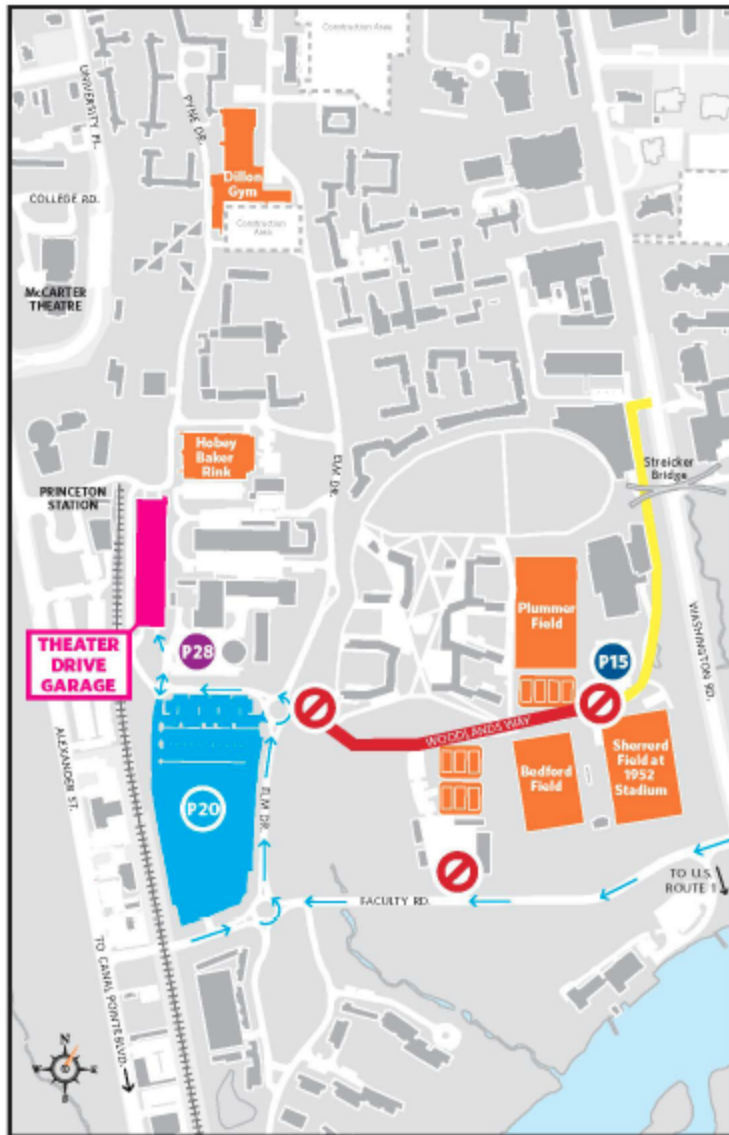 Construction Area
UNIVERSITY PL.
PYNE DR.
Dillon
Gym
COLLEGE RD.
Construction
Area
McCARTER
THEATRE
Hobey
Baker
Rink
ELM DR.
Streicker
Bridge
PRINCETON
STATION
Plummer
Field
WASHINGTON RD.
THEATER
DRIVE
GARAGE
P28
P15
WOODLANDS WAY
Bedford
Field
Sherrerd
Field at
1952
Stadium
ALEXANDER ST.
P20
ELM DR.
TO U.S.
ROUTE 1
FACULTY RD.
TO CANAL POINTE BLVD.
N
E
S
W